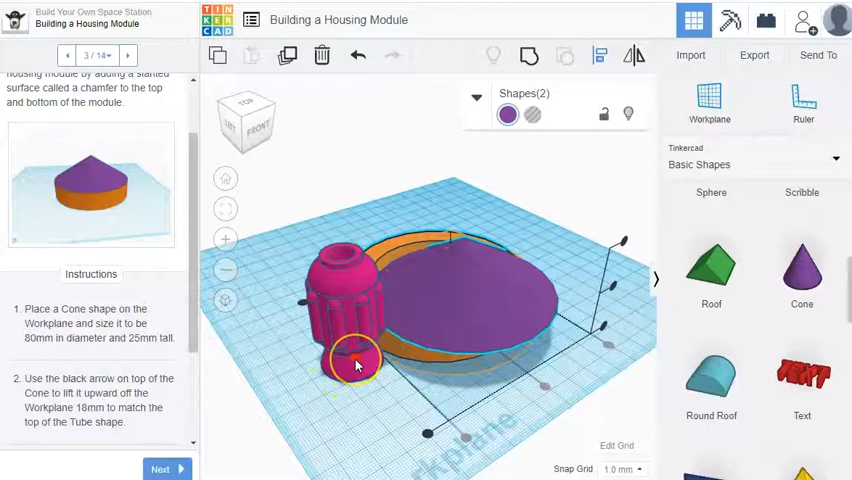 Build Your Own Space Station
Building a Housing Module
TIN
KER
CAD
Building a Housing Module
3 / 14
housing module by adding a slanted
surface called a chamfer to the top
and bottom of the module.
Instructions
1. Place a Cone shape on the
Workplane and size it to be
80mm in diameter and 25mm tall.
2. Use the black arrow on top of the
Cone to lift it upward off the
Workplane 18mm to match the
top of the Tube shape.
Next
TOP
FRONT
Shapes(2)
Edit Grid
Snap Grid 1.0 mm
Import
Export
Send To
Workplane
Ruler
Tinkercad
Basic Shapes
Sphere
Scribble
Roof
Cone
Round Roof
Text
TEXT